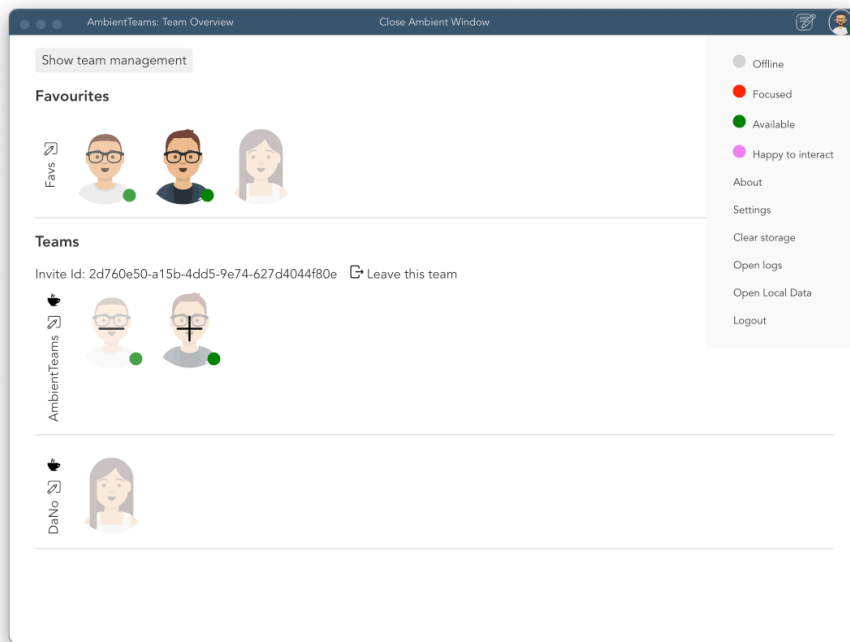 AmbientTeams: Team Overview
Close Ambient Window
Show team management
Favourites
Favs
Teams
Invite Id: 2d760e50-a15b-4dd5-9e74-627d4044f80e
Leave this team
AmbientTeams
DaNo
Offline
Focused
Available
Happy to interact
About
Settings
Clear storage
Open logs
Open Local Data
Logout